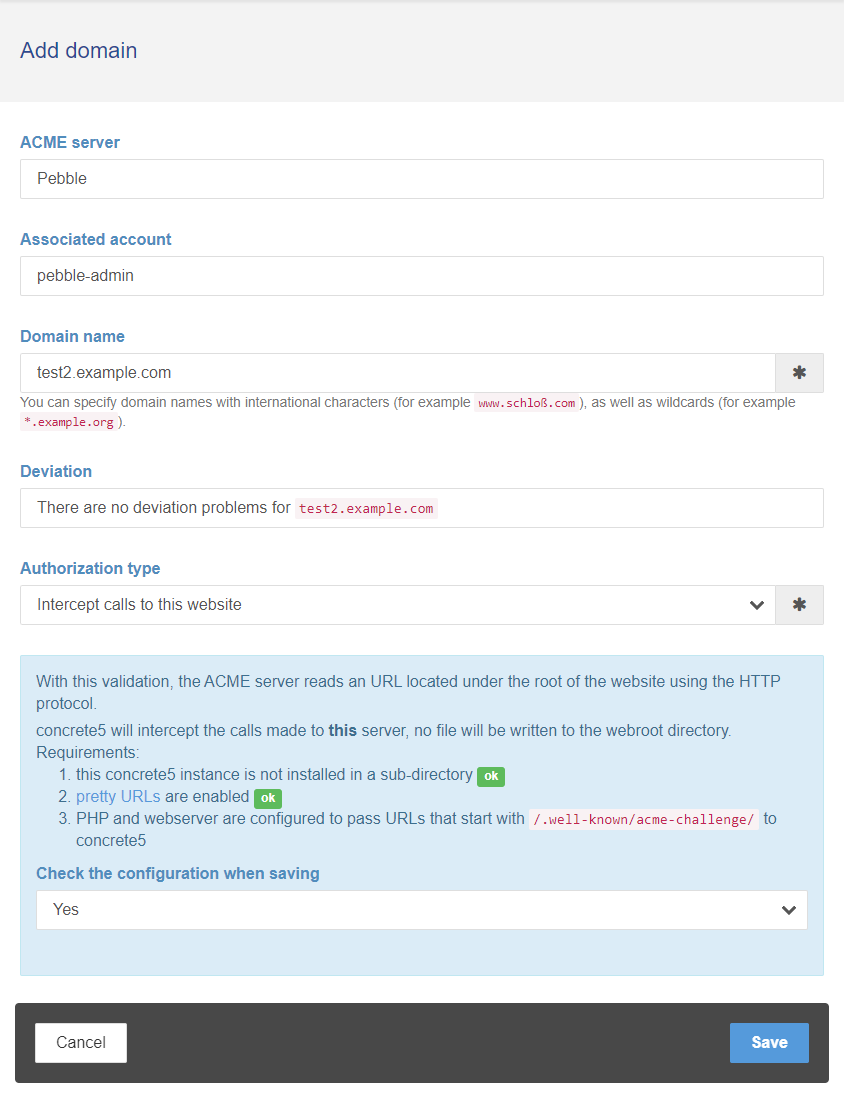 Add domain
ACME server
Pebble
Associated account
pebble-admin
Domain name
test2.example.com ✱
You can specify domain names with international characters (for example www.schloß.com ), as well as wildcards (for example
*.example.org ).
Deviation
There are no deviation problems for test2.example.com
Authorization type
Intercept calls to this website ✱
With this validation, the ACME server reads an URL located under the root of the website using the HTTP
protocol.
concrete5 will intercept the calls made to this server, no file will be written to the webroot directory.
Requirements:
1. this concrete5 instance is not installed in a sub-directory ok
2. pretty URLs are enabled ok
3. PHP and webserver are configured to pass URLs that start with /.well-known/acme-challenge/ to
concrete5
Check the configuration when saving
Yes
Cancel Save